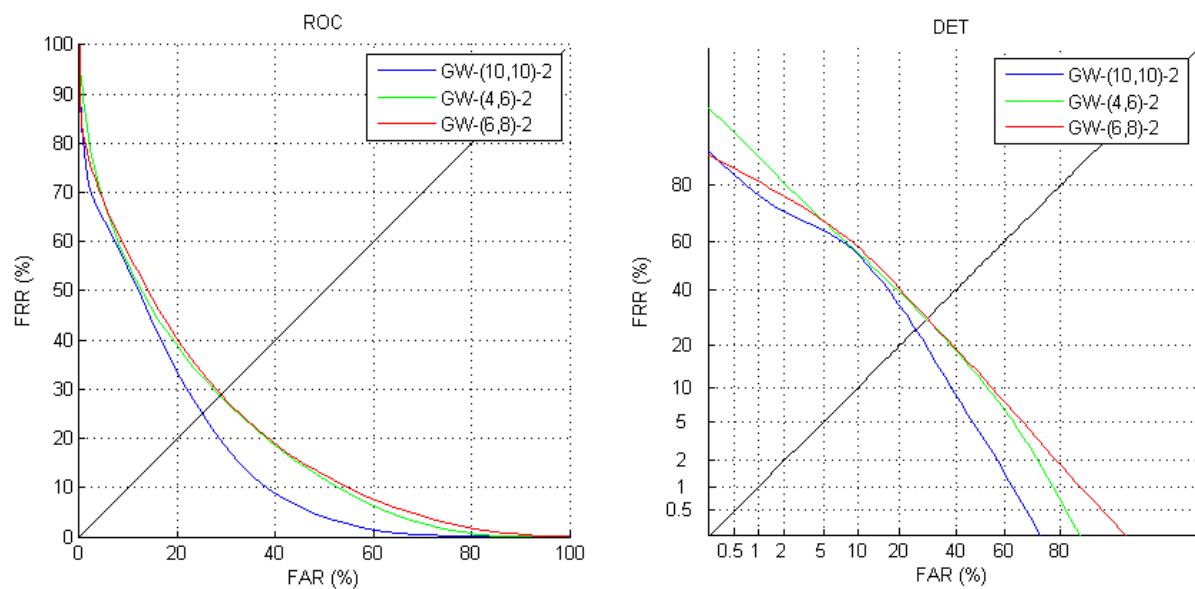 ROC
100
90
80
70
60
50
40
30
20
10
0
FRR (%)
0 20 40 60 80 100
FAR (%)
GW-(10,10)-2
GW-(4,6)-2
GW-(6,8)-2
DET
80
60
40
20
10
5
2
1
0.5
FRR (%)
0.5 1 2 5 10 20 40 60 80
FAR (%)
GW-(10,10)-2
GW-(4,6)-2
GW-(6,8)-2